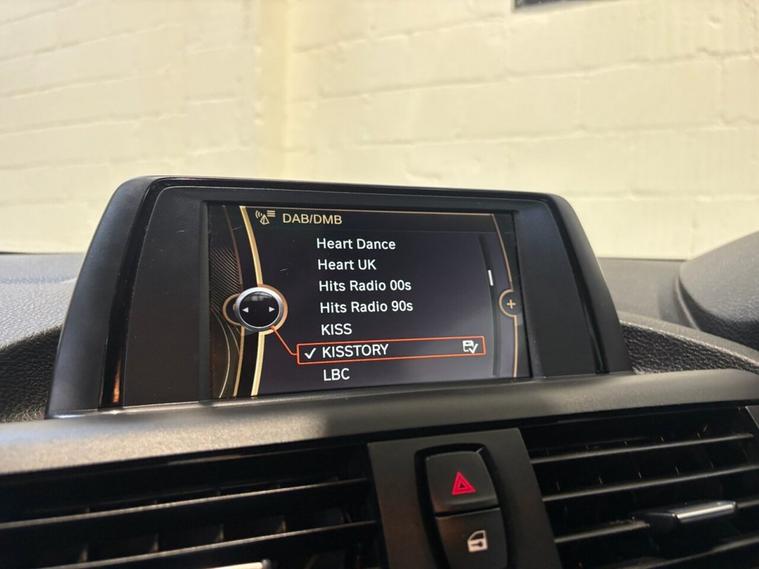 DAB/DMB
Heart Dance
Heart UK
Hits Radio 00s
Hits Radio 90s
KISS
KISSTORY
LBC